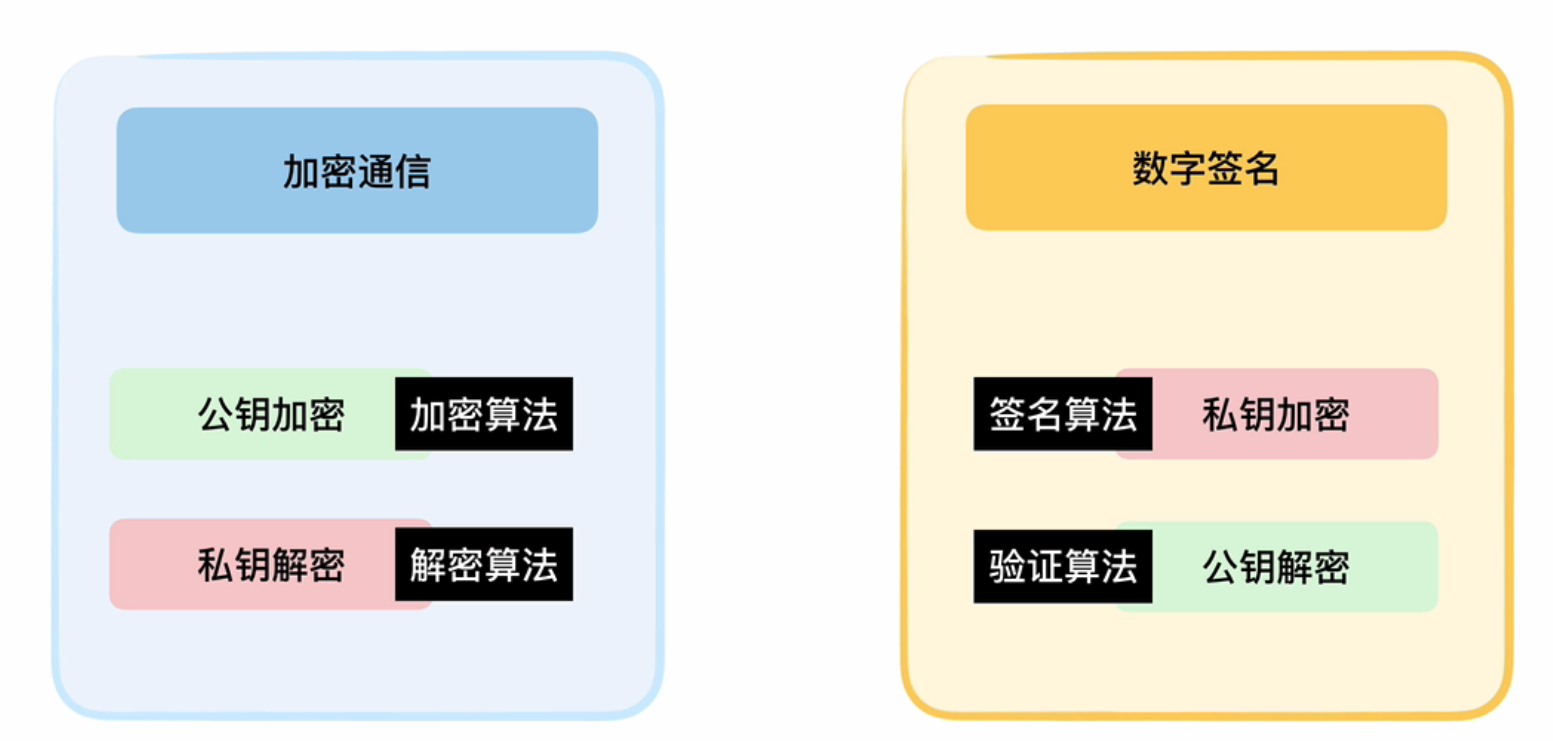 加密通信
公钥加密 加密算法
私钥解密 解密算法
数字签名
签名算法 私钥加密
验证算法 公钥解密